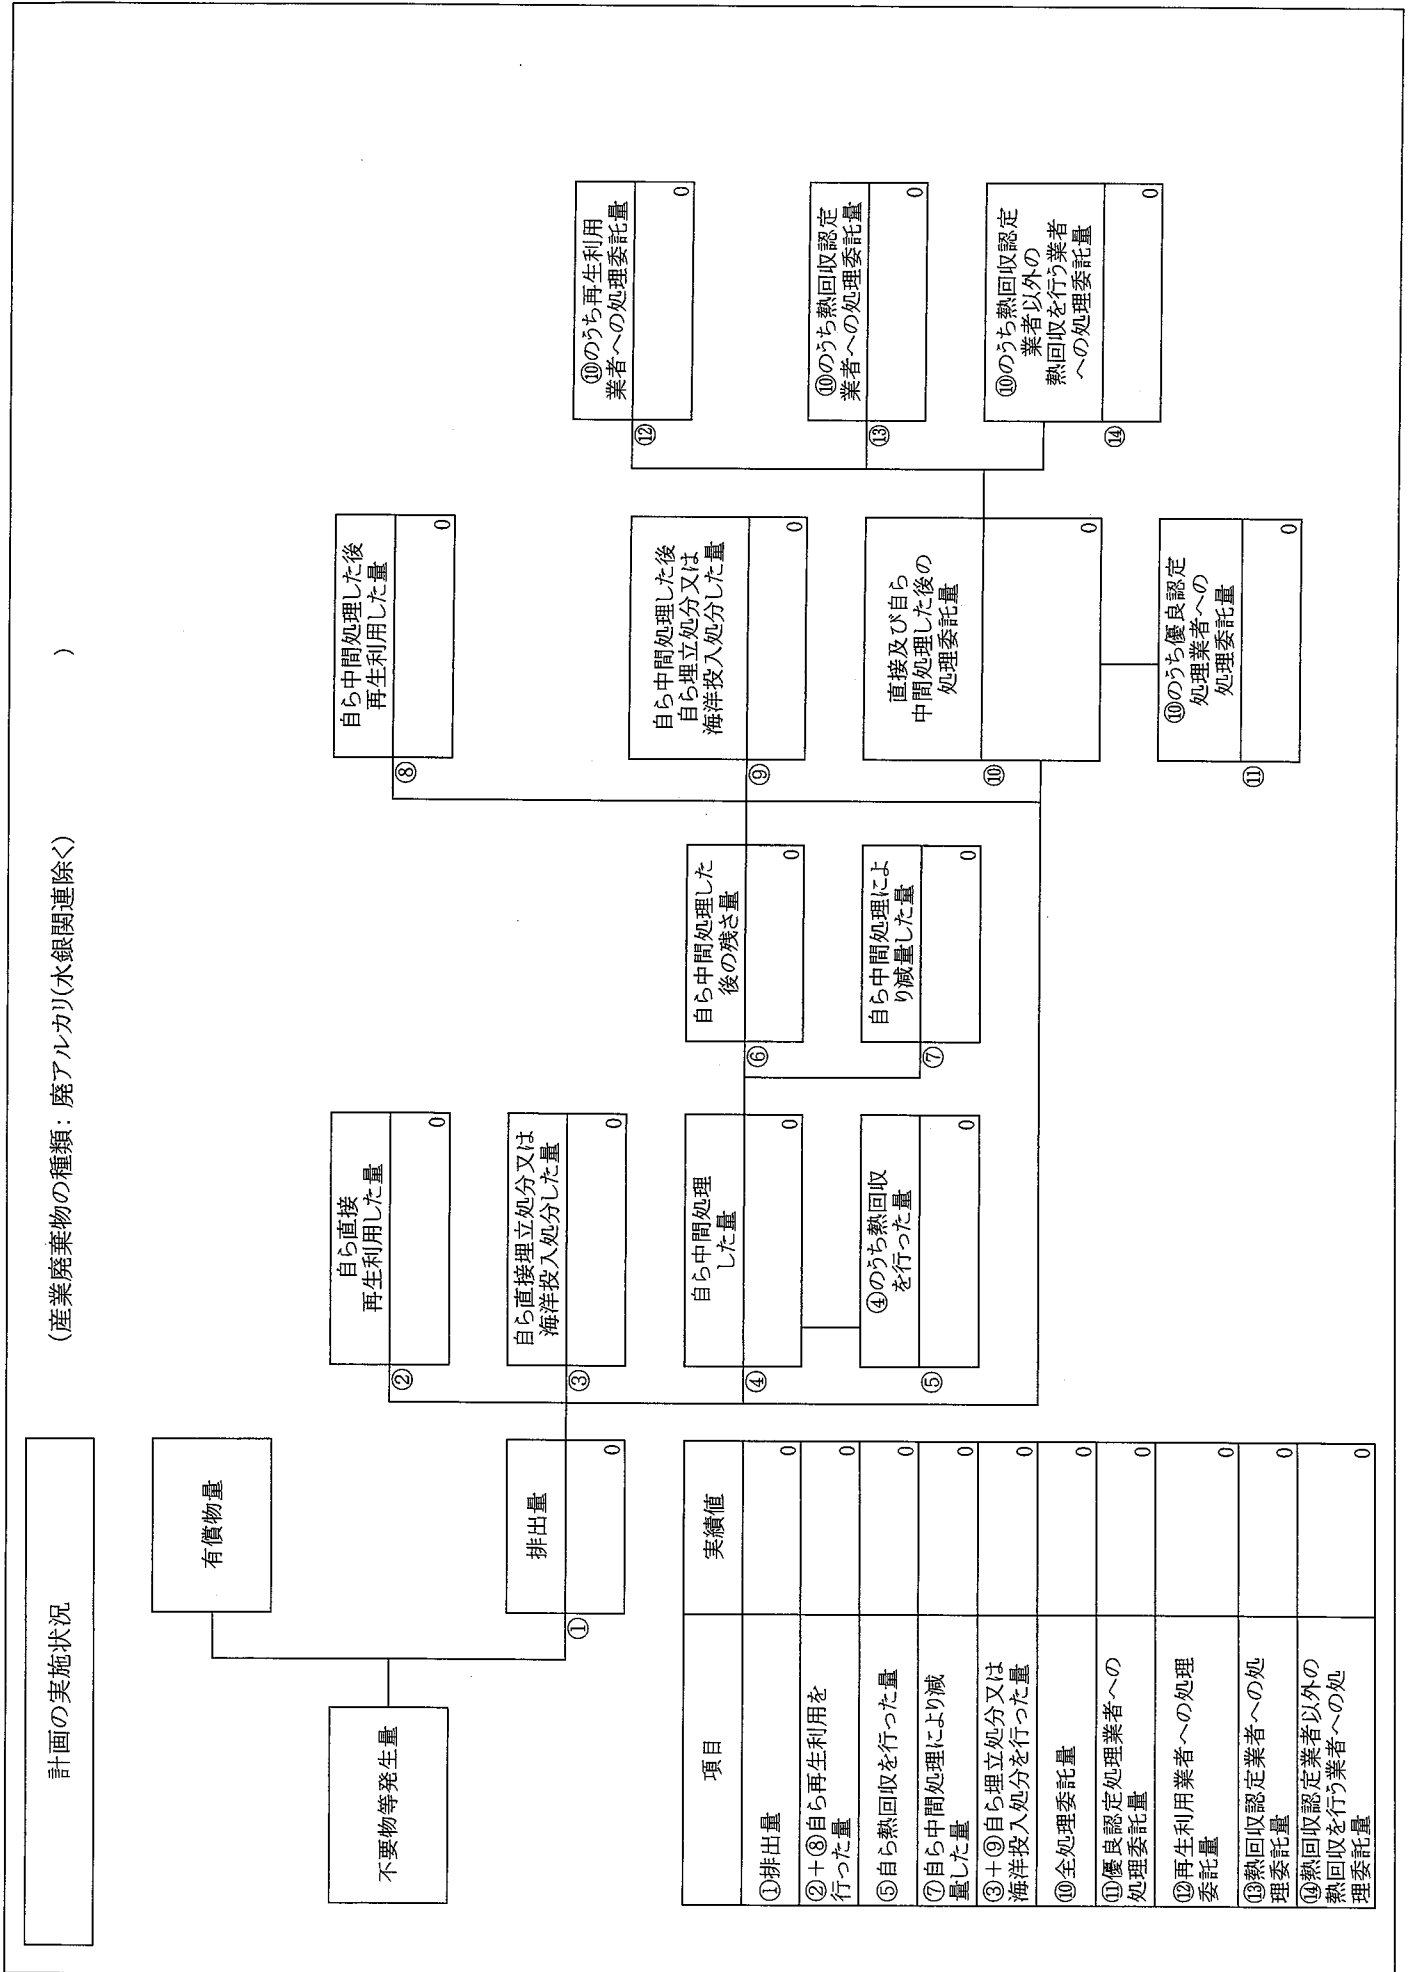 計画の実施状況
(産業廃棄物の種類: 廃アルカリ(水銀関連除く)
)
不要物等発生量
有償物量
排出量
①
0
自ら直接
再生利用した量
②
0
自ら直接埋立処分又は
海洋投入処分した量
③
0
自ら中間処理
した量
④
0
④のうち熱回収
を行った量
⑤
0
自ら中間処理した
後の残さ量
⑥
0
自ら中間処理によ
り減量した量
⑦
0
自ら中間処理した後
再生利用した量
⑧
0
自ら中間処理した後
自ら埋立処分又は
海洋投入処分した量
⑨
0
直接及び自ら
中間処理した後の
処理委託量
⑩
0
⑩のうち優良認定
処理業者への
処理委託量
⑪
0
⑩のうち再生利用
業者への処理委託量
⑫
0
⑩のうち熱回収認定
業者への処理委託量
⑬
0
⑩のうち熱回収認定
業者以外の
熱回収を行う業者
への処理委託量
⑭
0
項目
実績値
①排出量
0
②+⑧自ら再生利用を
行った量
0
⑤自ら熱回収を行った量
0
⑦自ら中間処理により減
量した量
0
③+⑨自ら埋立処分又は
海洋投入処分を行った量
0
⑩全処理委託量
0
⑪優良認定処理業者への
処理委託量
0
⑫再生利用業者への処理
委託量
0
⑬熱回収認定業者への処
理委託量
0
⑭熱回収認定業者以外の
熱回収を行う業者への処
理委託量
0